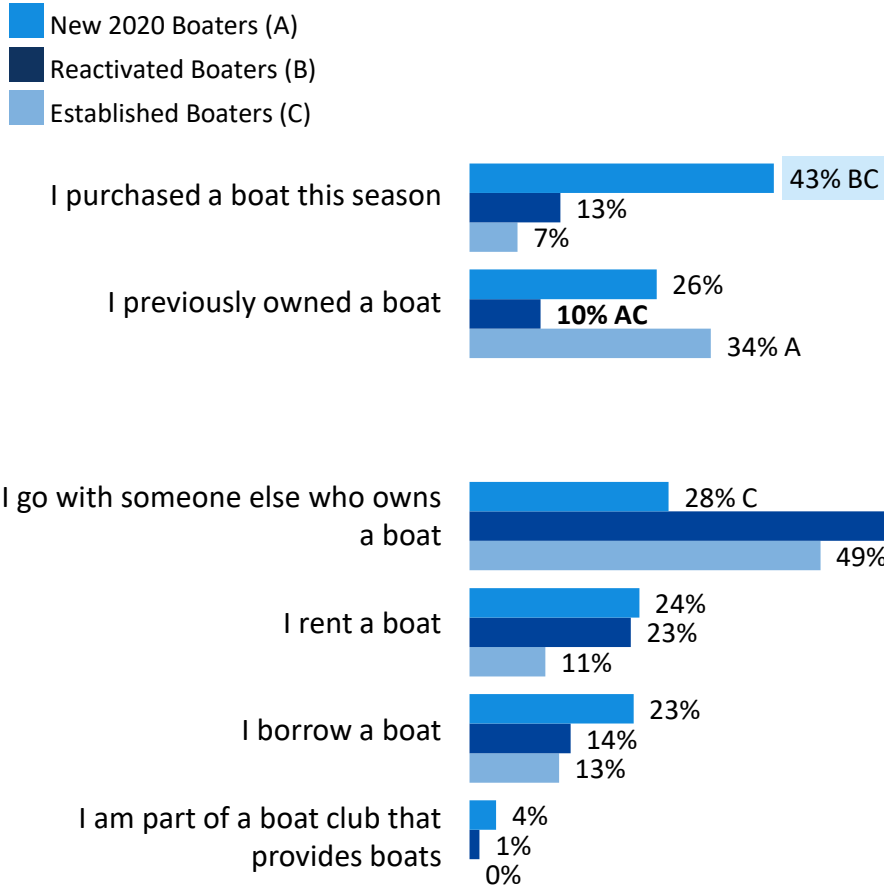 New 2020 Boaters (A)
Reactivated Boaters (B)
Established Boaters (C)
I purchased a boat this season
43% BC
13%
7%
I previously owned a boat
26%
10% AC
34% A
I go with someone else who owns
a boat
28% C
49%
I rent a boat
24%
23%
11%
I borrow a boat
23%
14%
13%
I am part of a boat club that
provides boats
4%
1%
0%